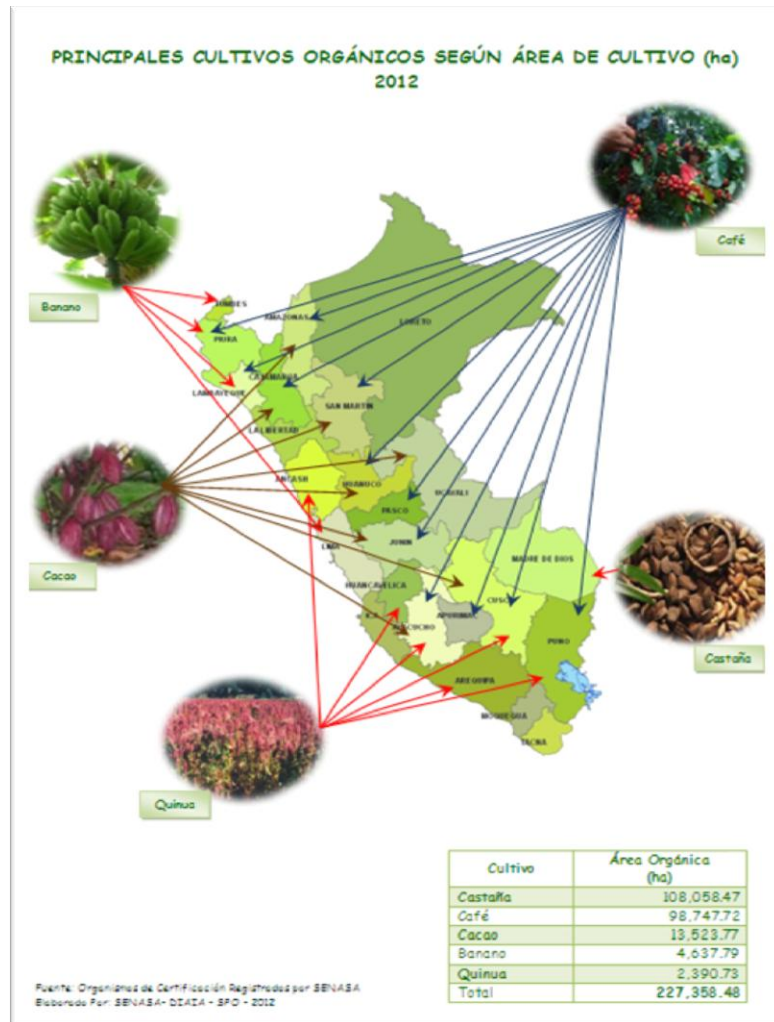 PRINCIPALES CULTIVOS ORGÁNICOS SEGÚN ÁREA DE CULTIVO (ha)
2012
Café
Banano
TUMBES
PIURA
AMAZONAS
LORETO
CAJAMARCA
LAMBAYEQUE
SAN MARTIN
LA LIBERTAD
ANCASH
HUANUCO
UCAYALI
PASCO
LIMA
JUNIN
MADRE DE DIOS
Cacao
HUANCAVELICA
CUSCO
ICA
AYACUCHO
APURIMAC
PUNO
Castaña
AREQUIPA
MOQUEGUA
TACNA
Quinua
Cultivo Área Orgánica
(ha)
Castaña 108,058.47
Café 98,747.72
Cacao 13,523.77
Banano 4,637.79
Quinua 2,390.73
Total 227,358.48
Fuente: Organismos de Certificación Registrados por SENASA
Elaborado Por: SENASA- DIAIA - SPO - 2012